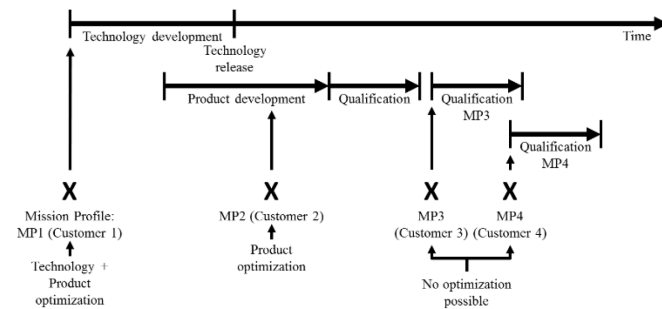 Technology development
Time
Technology
release
Product development
Qualification
Qualification
MP3
Qualification
MP4
X
X
X
X
Mission Profile:
MP1 (Customer 1)
MP2 (Customer 2)
MP3
(Customer 3)
MP4
(Customer 4)
Technology +
Product
optimization
Product
optimization
No optimization
possible